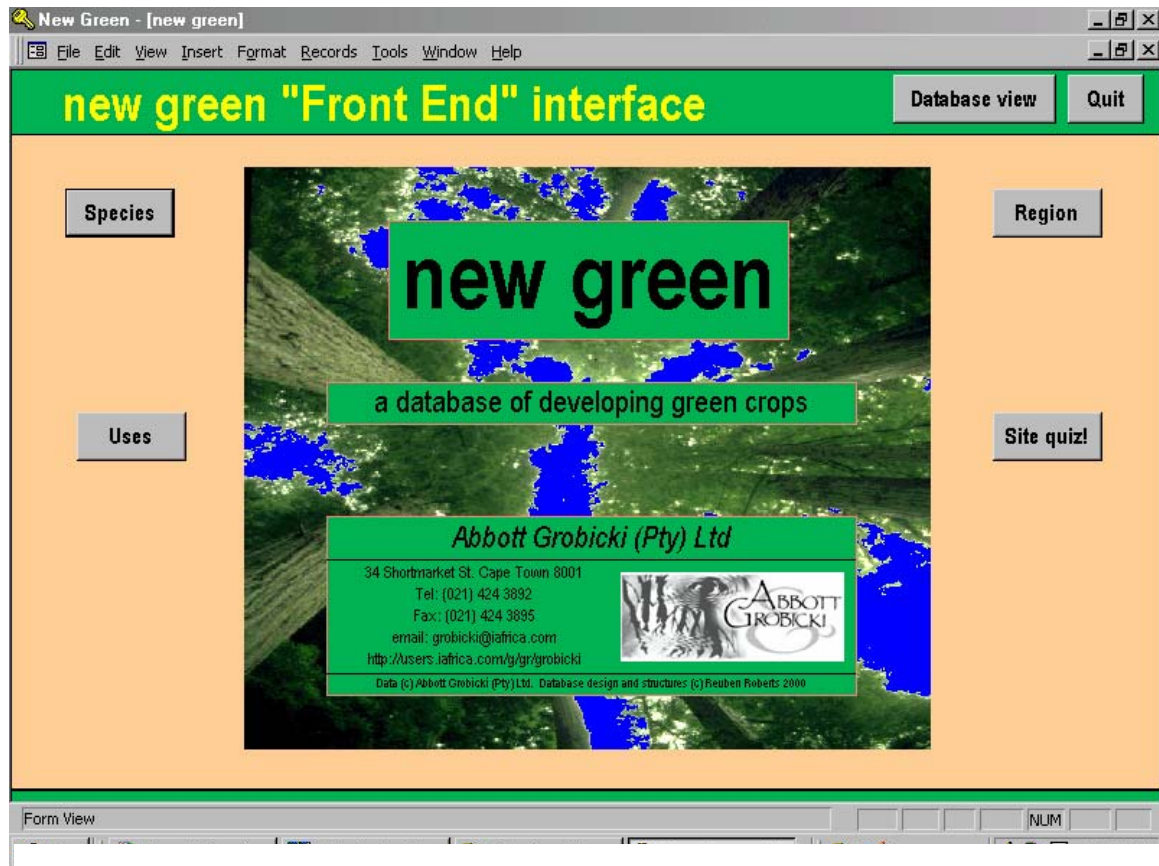 New Green - [new green]
File Edit View Insert Format Records Tools Window Help
new green "Front End" interface
Database view
Quit
Species
Region
new green
a database of developing green crops
Uses
Site quiz!
Abbott Grobicki (Pty) Ltd
34 Shortmarket St. Cape Town 8001
Tel: (021) 424 3892
Fax: (021) 424 3895
email: grobicki@iafrica.com
http://users.iafrica.com/g/gr/grobicki
ABBOTT
GROBICKI
Data (c) Abbott Grobicki (Pty) Ltd. Database design and structures (c) Reuben Roberts 2000
Form View
NUM